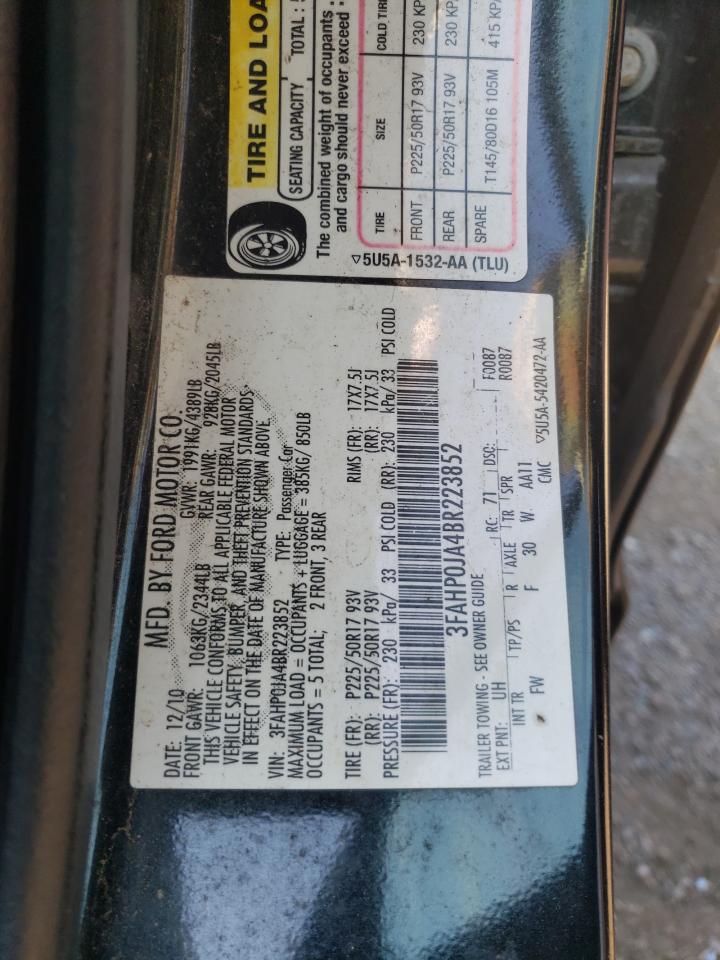 TIRE AND LOA
SEATING CAPACITY TOTAL :
The combined weight of occupants
and cargo should never exceed :
TIRE SIZE COLD TIR
FRONT P225/50R17 93V 230 KP
REAR P225/50R17 93V 230 KP
SPARE T145/80D16 105M 415 KP
▽5U5A-1532-AA (TLU)
MFD. BY FORD MOTOR CO.
DATE: 12/10 GVWR: 1991KG/4389LB
FRONT GAWR: 1063KG/2344LB REAR GAWR: 928KG/2045LB
THIS VEHICLE CONFORMS TO ALL APPLICABLE FEDERAL MOTOR
VEHICLE SAFETY, BUMPER, AND THEFT PREVENTION STANDARDS
IN EFFECT ON THE DATE OF MANUFACTURE SHOWN ABOVE.
VIN: 3FAHP0JA4BR223852 TYPE: Passenger Car
MAXIMUM LOAD = OCCUPANTS + LUGGAGE = 385KG/ 850LB
OCCUPANTS = 5 TOTAL; 2 FRONT, 3 REAR
TIRE (FR): P225/50R17 93V RIMS (FR): 17X7.5J
(RR): P225/50R17 93V (RR): 17X7.5J
PRESSURE (FR): 230 kPa/ 33 PSI COLD (RR): 230 kPa/ 33 PSI COLD
3FAHP0JA4BR223852
TRAILER TOWING - SEE OWNER GUIDE
EXT PNT: UH RC: 71 DSO: F0087
R0087
INT TR TP/PS R AXLE TR SPR
FW F 30 W. AA11
CMC ▽5U5A-5420472-AA